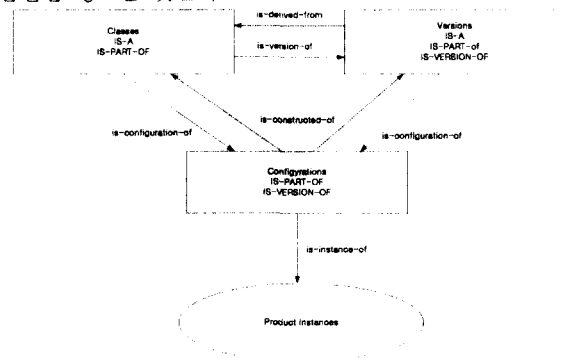 is-derived-from
Classes
IS-A
IS-PART-OF
is-version-of
Versions
IS-A
IS-PART-of
IS-VERSION-OF
is-configuration-of
is-constructed-of
is-configuration-of
Configyrations
IS-PART-OF
IS-VERSION-OF
is-instance-of
Product Instances